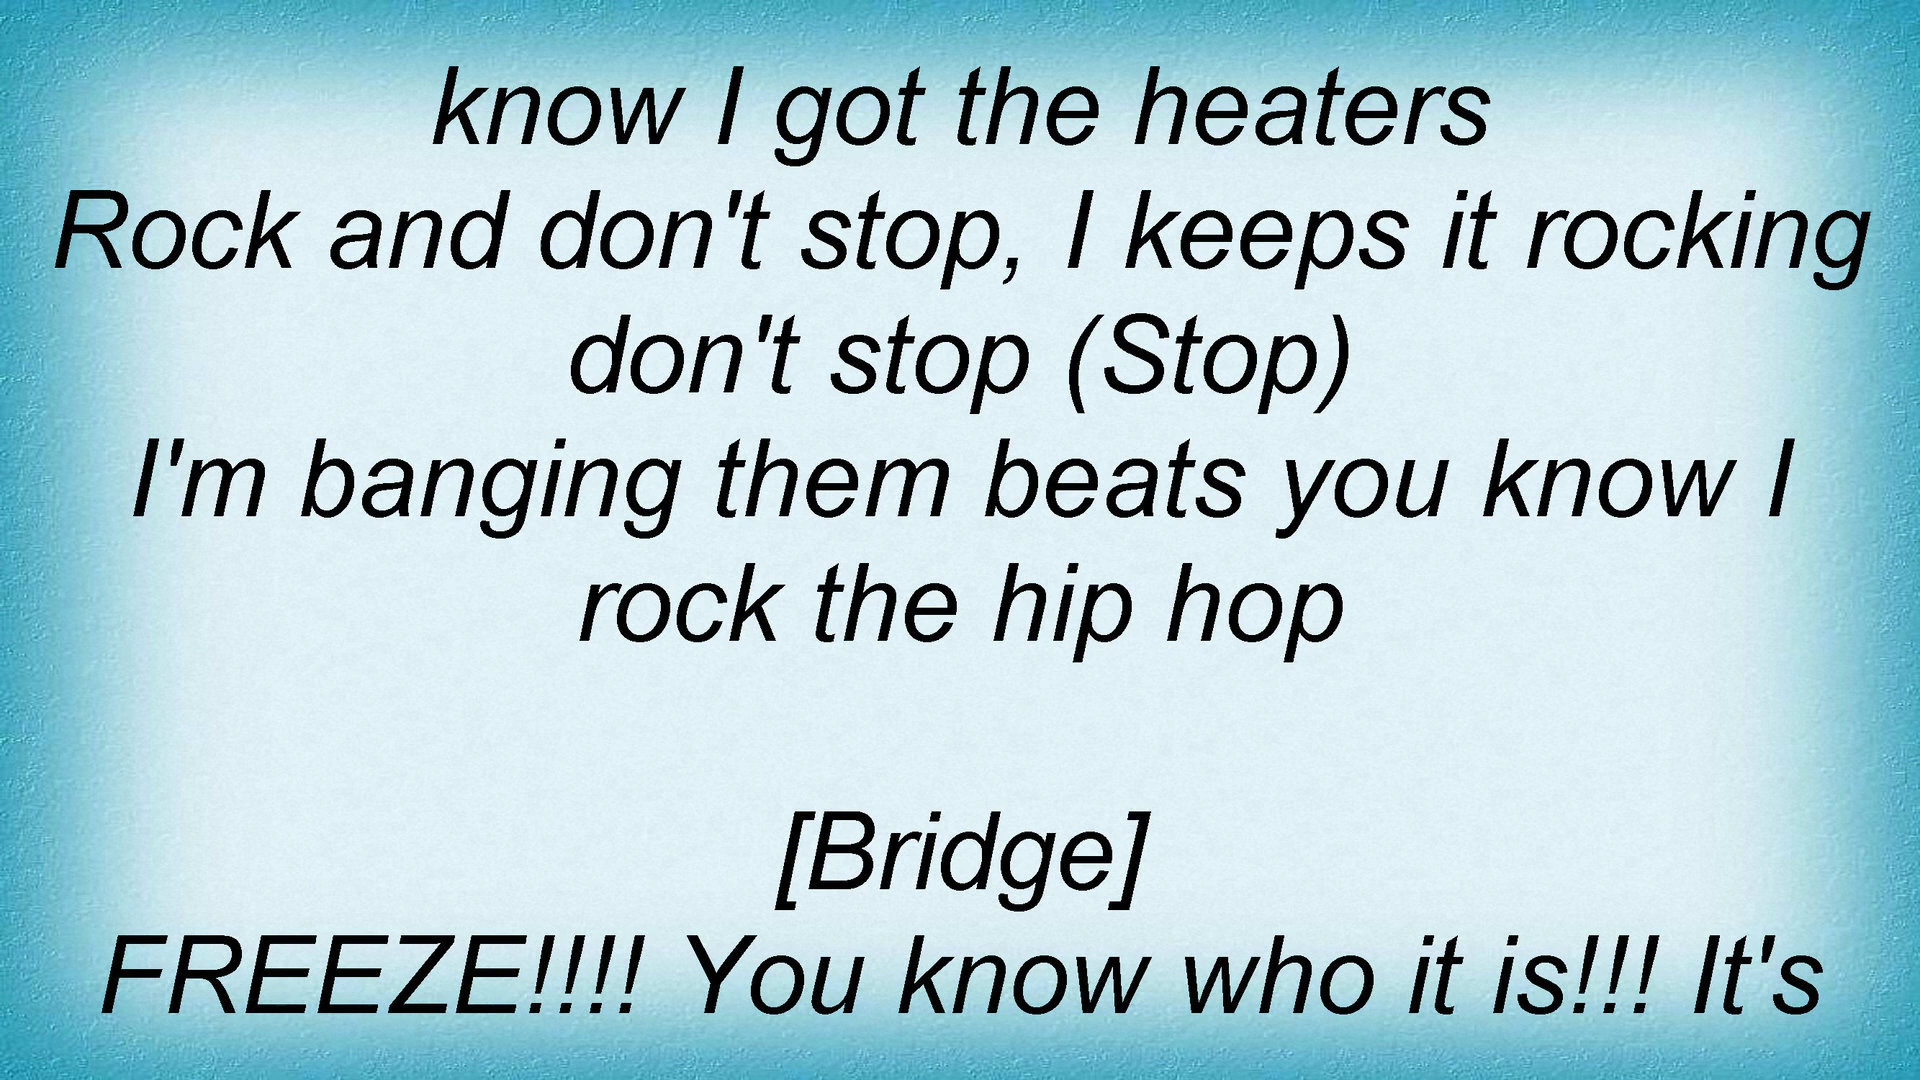 know I got the heaters
Rock and don't stop, I keeps it rocking
don't stop (Stop)
I'm banging them beats you know I
rock the hip hop
[Bridge]
FREEZE!!!! You know who it is!!! It's